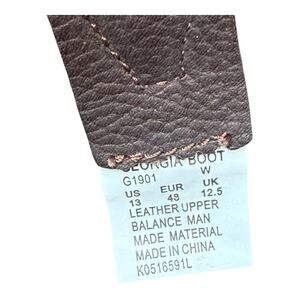 GEORGIA BOOT
G1901 W
US EUR UK
13 48 12.5
LEATHER UPPER
BALANCE MAN
MADE MATERIAL
MADE IN CHINA
K0516591L